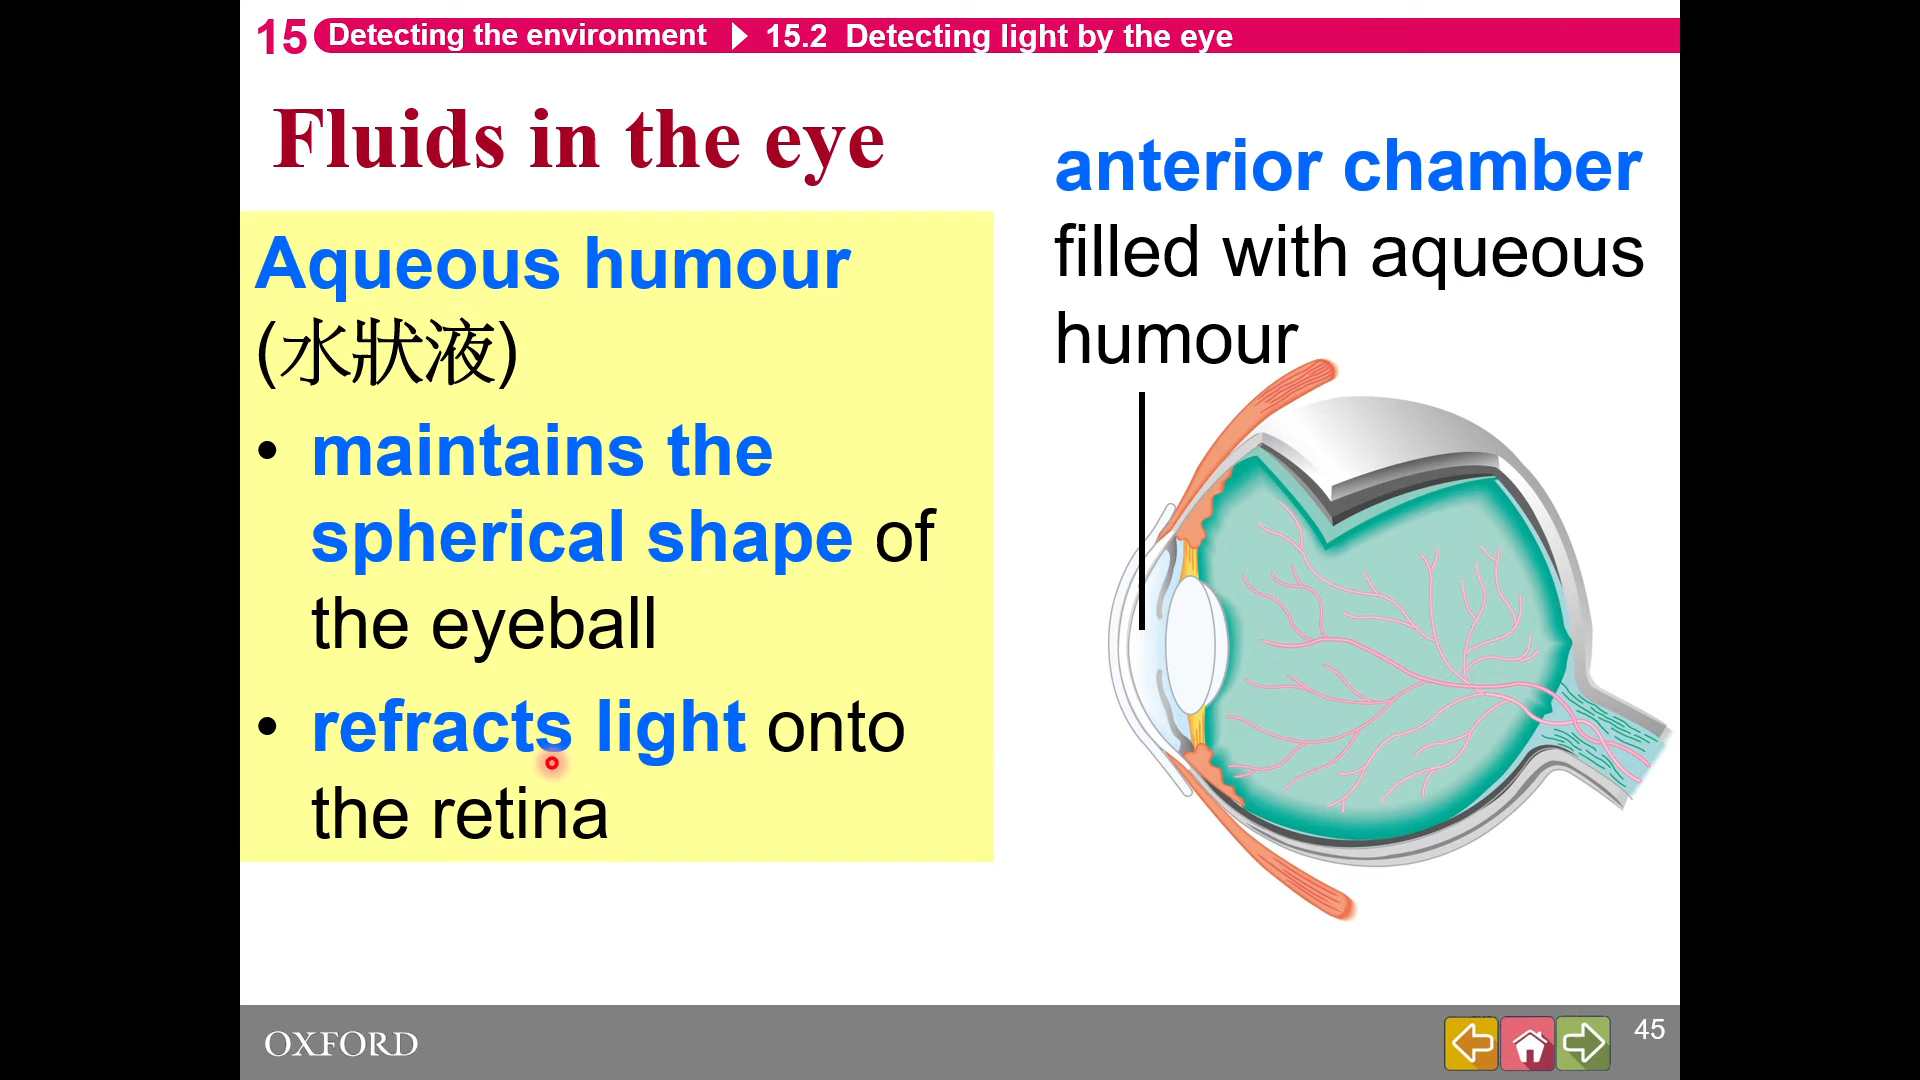 15 Detecting the environment 15.2 Detecting light by the eye
Fluids in the eye
Aqueous humour
(水狀液)
• maintains the
spherical shape of
the eyeball
• refracts light onto
the retina
anterior chamber
filled with aqueous
humour
OXFORD
45